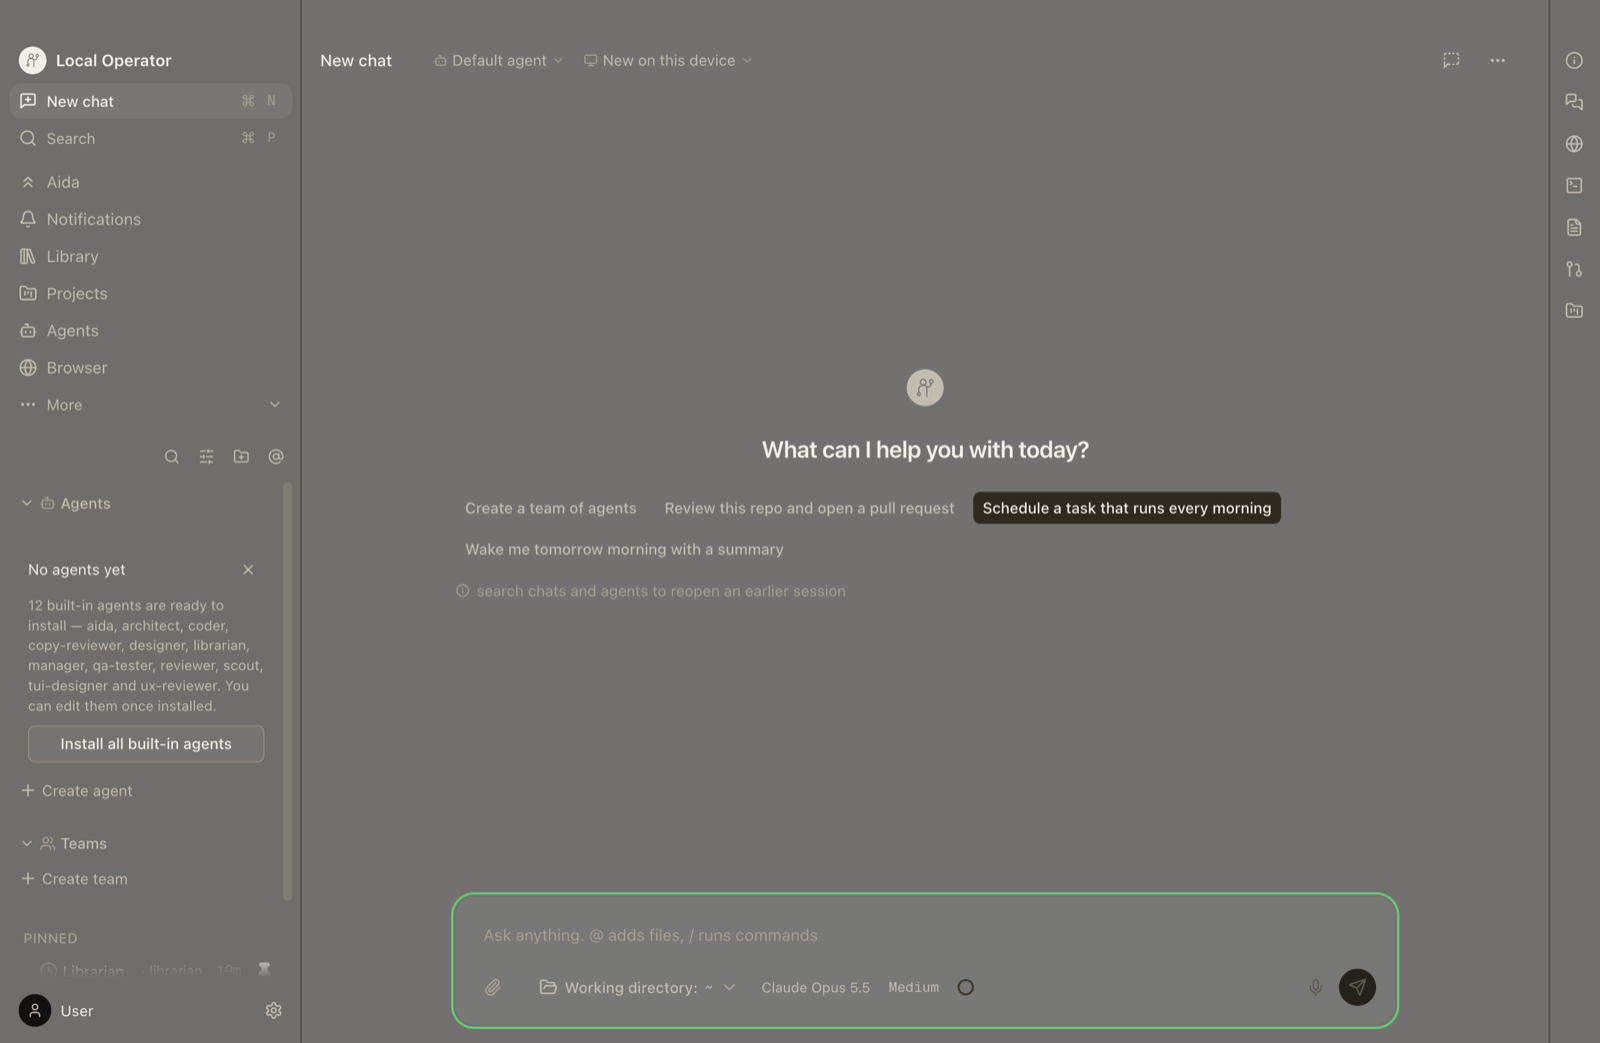 Local Operator
New chat ⌘ N
Search ⌘ P
Aida
Notifications
Library
Projects
Agents
Browser
More
Agents
No agents yet
12 built-in agents are ready to
install — aida, architect, coder,
copy-reviewer, designer, librarian,
manager, qa-tester, reviewer, scout,
tui-designer and ux-reviewer. You
can edit them once installed.
Install all built-in agents
Create agent
Teams
Create team
PINNED
Librarian · librarian 19m
User
New chat Default agent New on this device
What can I help you with today?
Create a team of agents Review this repo and open a pull request Schedule a task that runs every morning
Wake me tomorrow morning with a summary
search chats and agents to reopen an earlier session
Ask anything. @ adds files, / runs commands
Working directory: ~ Claude Opus 5.5 Medium